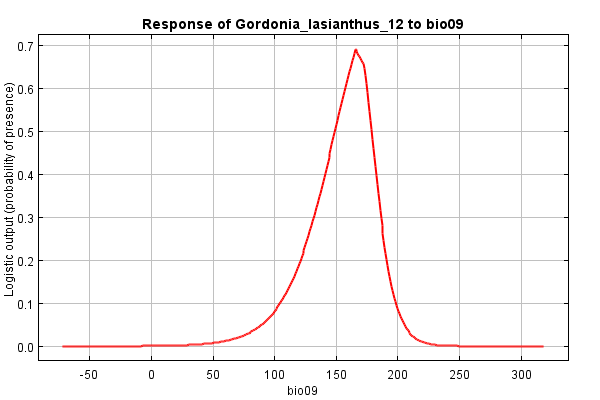 Response of Gordonia_lasianthus_12 to bio09
Logistic output (probability of presence)
0.7
0.6
0.5
0.4
0.3
0.2
0.1
0.0
-50 0 50 100 150 200 250 300
bio09